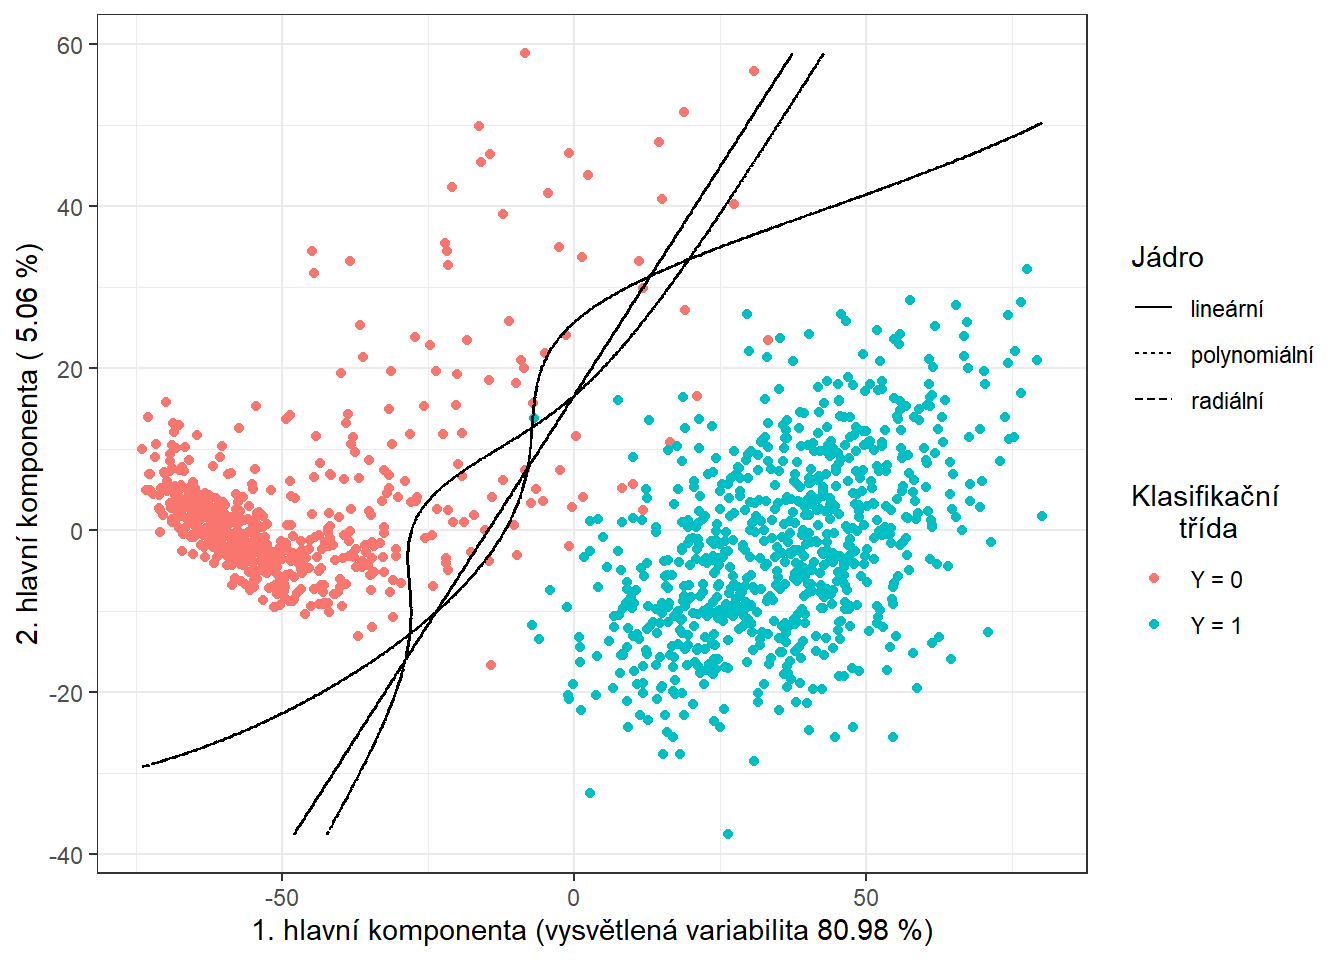 60
40
20
0
-20
-40
-50
0
50
2. hlavní komponenta ( 5.06 %)
1. hlavní komponenta (vysvětlená variabilita 80.98 %)
Jádro
lineární
polynomiální
radiální
Klasifikační
třída
Y = 0
Y = 1